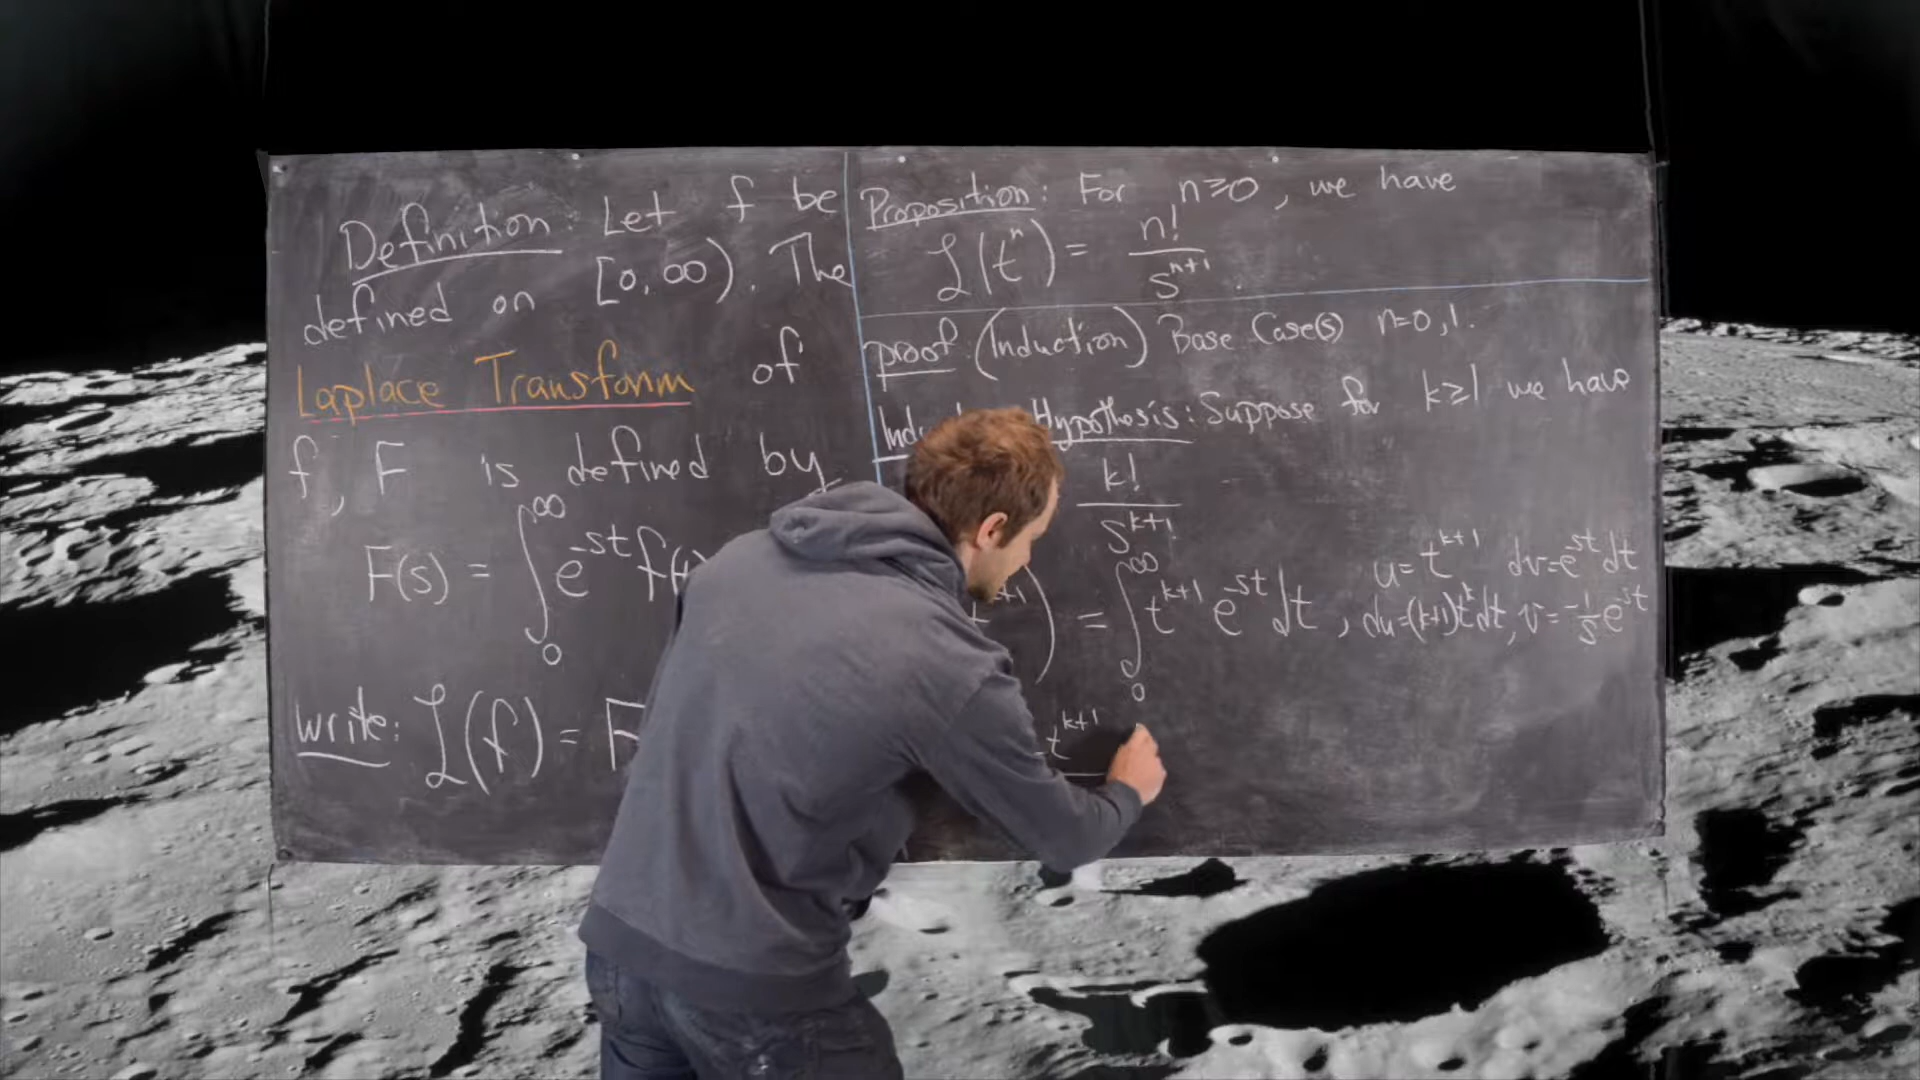 Definition: Let f be
defined on [0,∞). The
Laplace Transform of
f, F is defined by
F(s) = ∫₀^∞ e^{-st} f(
write: ℒ(f) = F
Proposition: For n≥0, we have
ℒ(t^n) = n!/s^{n+1}.
proof: (Induction) Base Case(s) n=0,1.
Hypothesis: Suppose for k≥1 we have
k!/s^{k+1}
) = ∫₀^∞ t^{k+1} e^{-st} dt, u=t^{k+1} dv=e^{-st}dt
du=(k+1)t^k dt, v=-1/s e^{-st}
-t^{k+1}